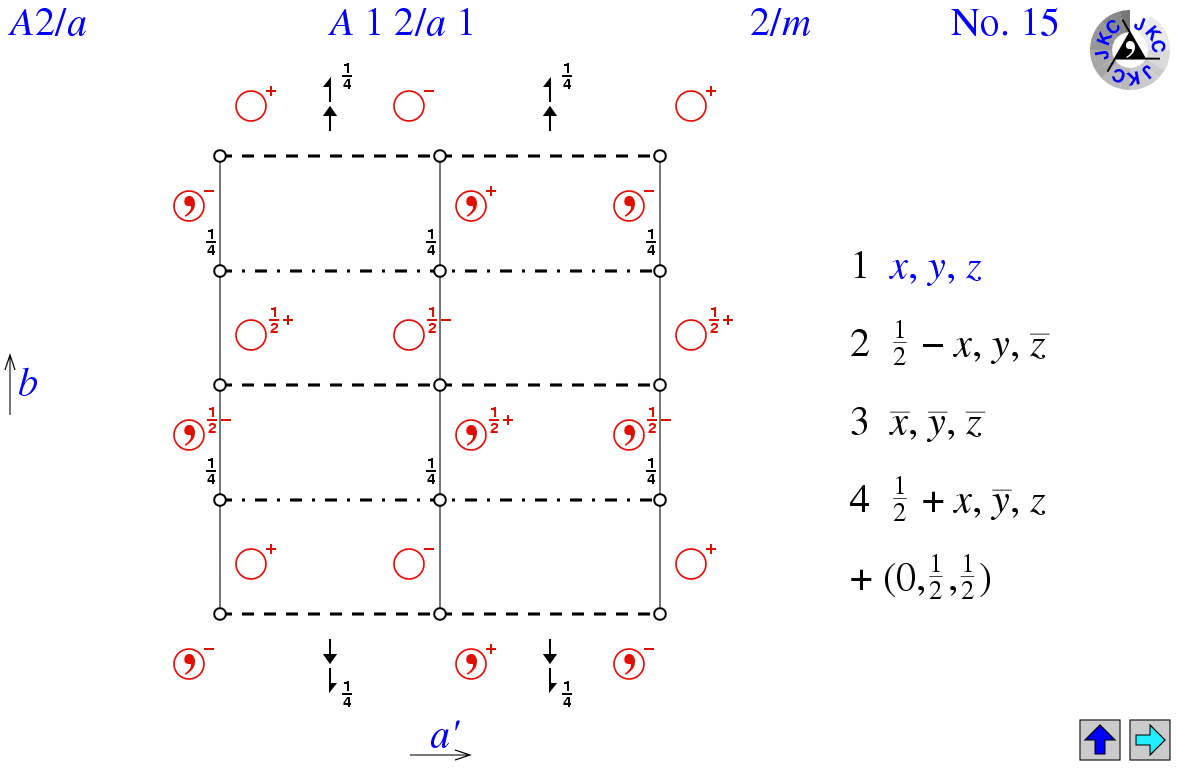 A2/a A 1 2/a 1 2/m No. 15
JKC JKC JKC
1/4 1/4
+ − +
− + −
1/4 1/4 1/4
1/2+ 1/2− 1/2+
1/2− 1/2+ 1/2−
1/4 1/4 1/4
+ − +
− + −
1/4 1/4
b
a′
1 x, y, z
2 1/2 − x, y, z̅
3 x̅, y̅, z̅
4 1/2 + x, y̅, z
+ (0,1/2,1/2)